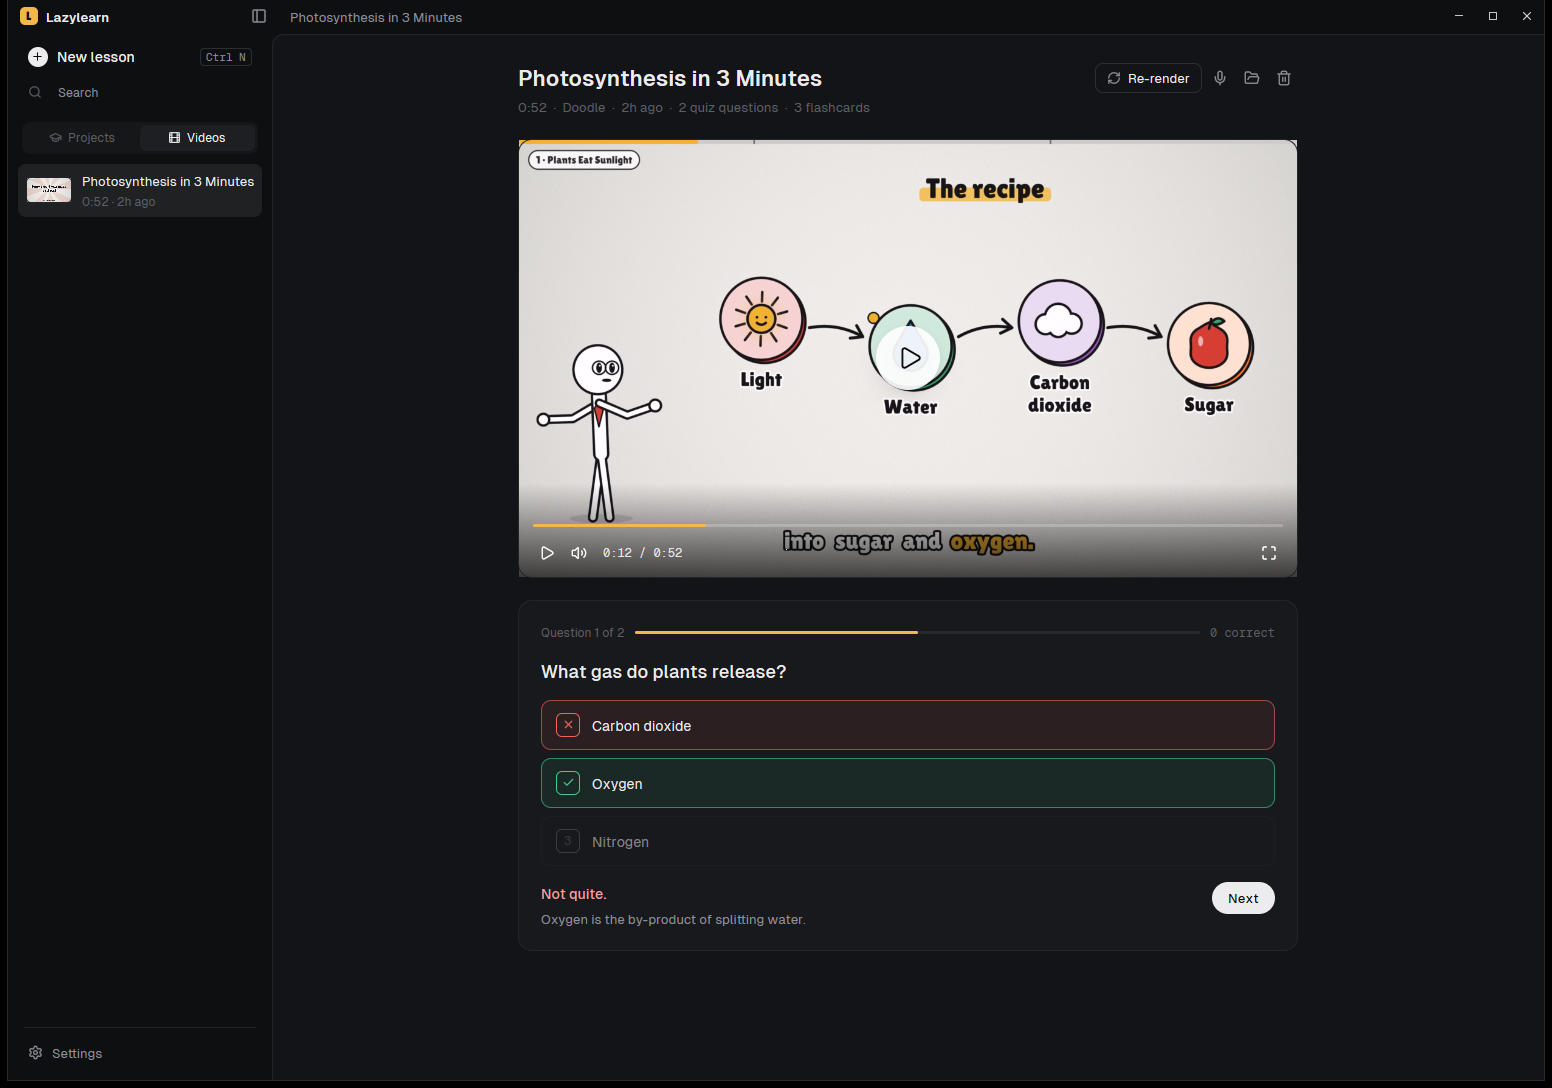 L Lazylearn
Photosynthesis in 3 Minutes
New lesson Ctrl N
Search
Projects Videos
Photosynthesis in 3 Minutes
0:52 · 2h ago
Settings
Photosynthesis in 3 Minutes
Re-render
0:52 · Doodle · 2h ago · 2 quiz questions · 3 flashcards
1 · Plants Eat Sunlight
The recipe
Light
Water
Carbon
dioxide
Sugar
into sugar and oxygen.
0:12 / 0:52
Question 1 of 2 0 correct
What gas do plants release?
Carbon dioxide
Oxygen
3 Nitrogen
Not quite.
Next
Oxygen is the by-product of splitting water.